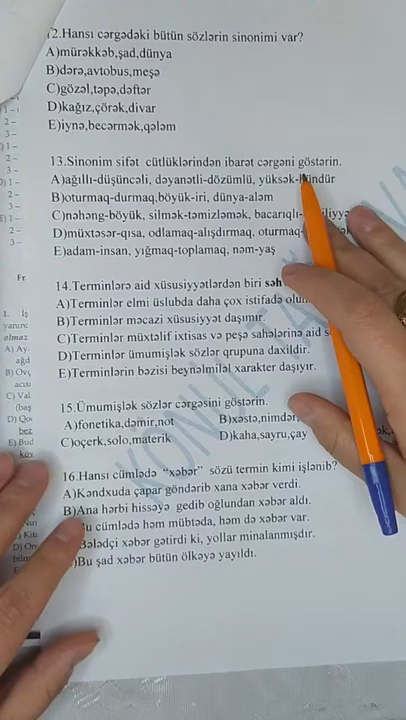 12.Hansı cərgədəki bütün sözlərin sinonimi var?
A)mürəkkəb,şad,dünya
B)dərə,avtobus,meşə
C)gözəl,təpə,dəftər
D)kağız,çörək,divar
E)iynə,becərmək,qələm
13.Sinonim sifət cütlüklərindən ibarət cərgəni göstərin.
A)ağıllı-düşüncəli, dəyanətli-dözümlü, yüksək-hündür
B)oturmaq-durmaq,böyük-iri, dünya-aləm
C)nəhəng-böyük, silmək-təmizləmək, bacarıqlı-
D)müxtəsər-qısa, odlamaq-alışdırmaq, oturmaq-
E)adam-insan, yığmaq-toplamaq, nəm-yaş
14.Terminlərə aid xüsusiyyətlərdən biri
A)Terminlər elmi üslubda daha çox istifadə
B)Terminlər məcazi xüsusiyyət daşımır.
C)Terminlər müxtəlif ixtisas və peşə sahələrinə aid
D)Terminlər ümumişlək sözlər qrupuna daxildir.
E)Terminlərin bəzisi beynəlmiləl xarakter daşıyır.
15.Ümumişlək sözlər cərgəsini göstərin.
A)fonetika,dəmir,not B)xəstə,nimdər,
C)oçerk,solo,materik D)kaha,sayru,çay
16.Hansı cümlədə “xəbər” sözü termin kimi işlənib?
A)Kənduxda çapar göndərib xana xəbər verdi.
B)Ana hərbi hissəyə gedib oğlundan xəbər aldı.
Bu cümlədə həm mübtəda, həm də xəbər var.
Bələdçi xəbər gətirdi ki, yollar minalanmışdır.
)Bu şad xəbər bütün ölkəyə yayıldı.